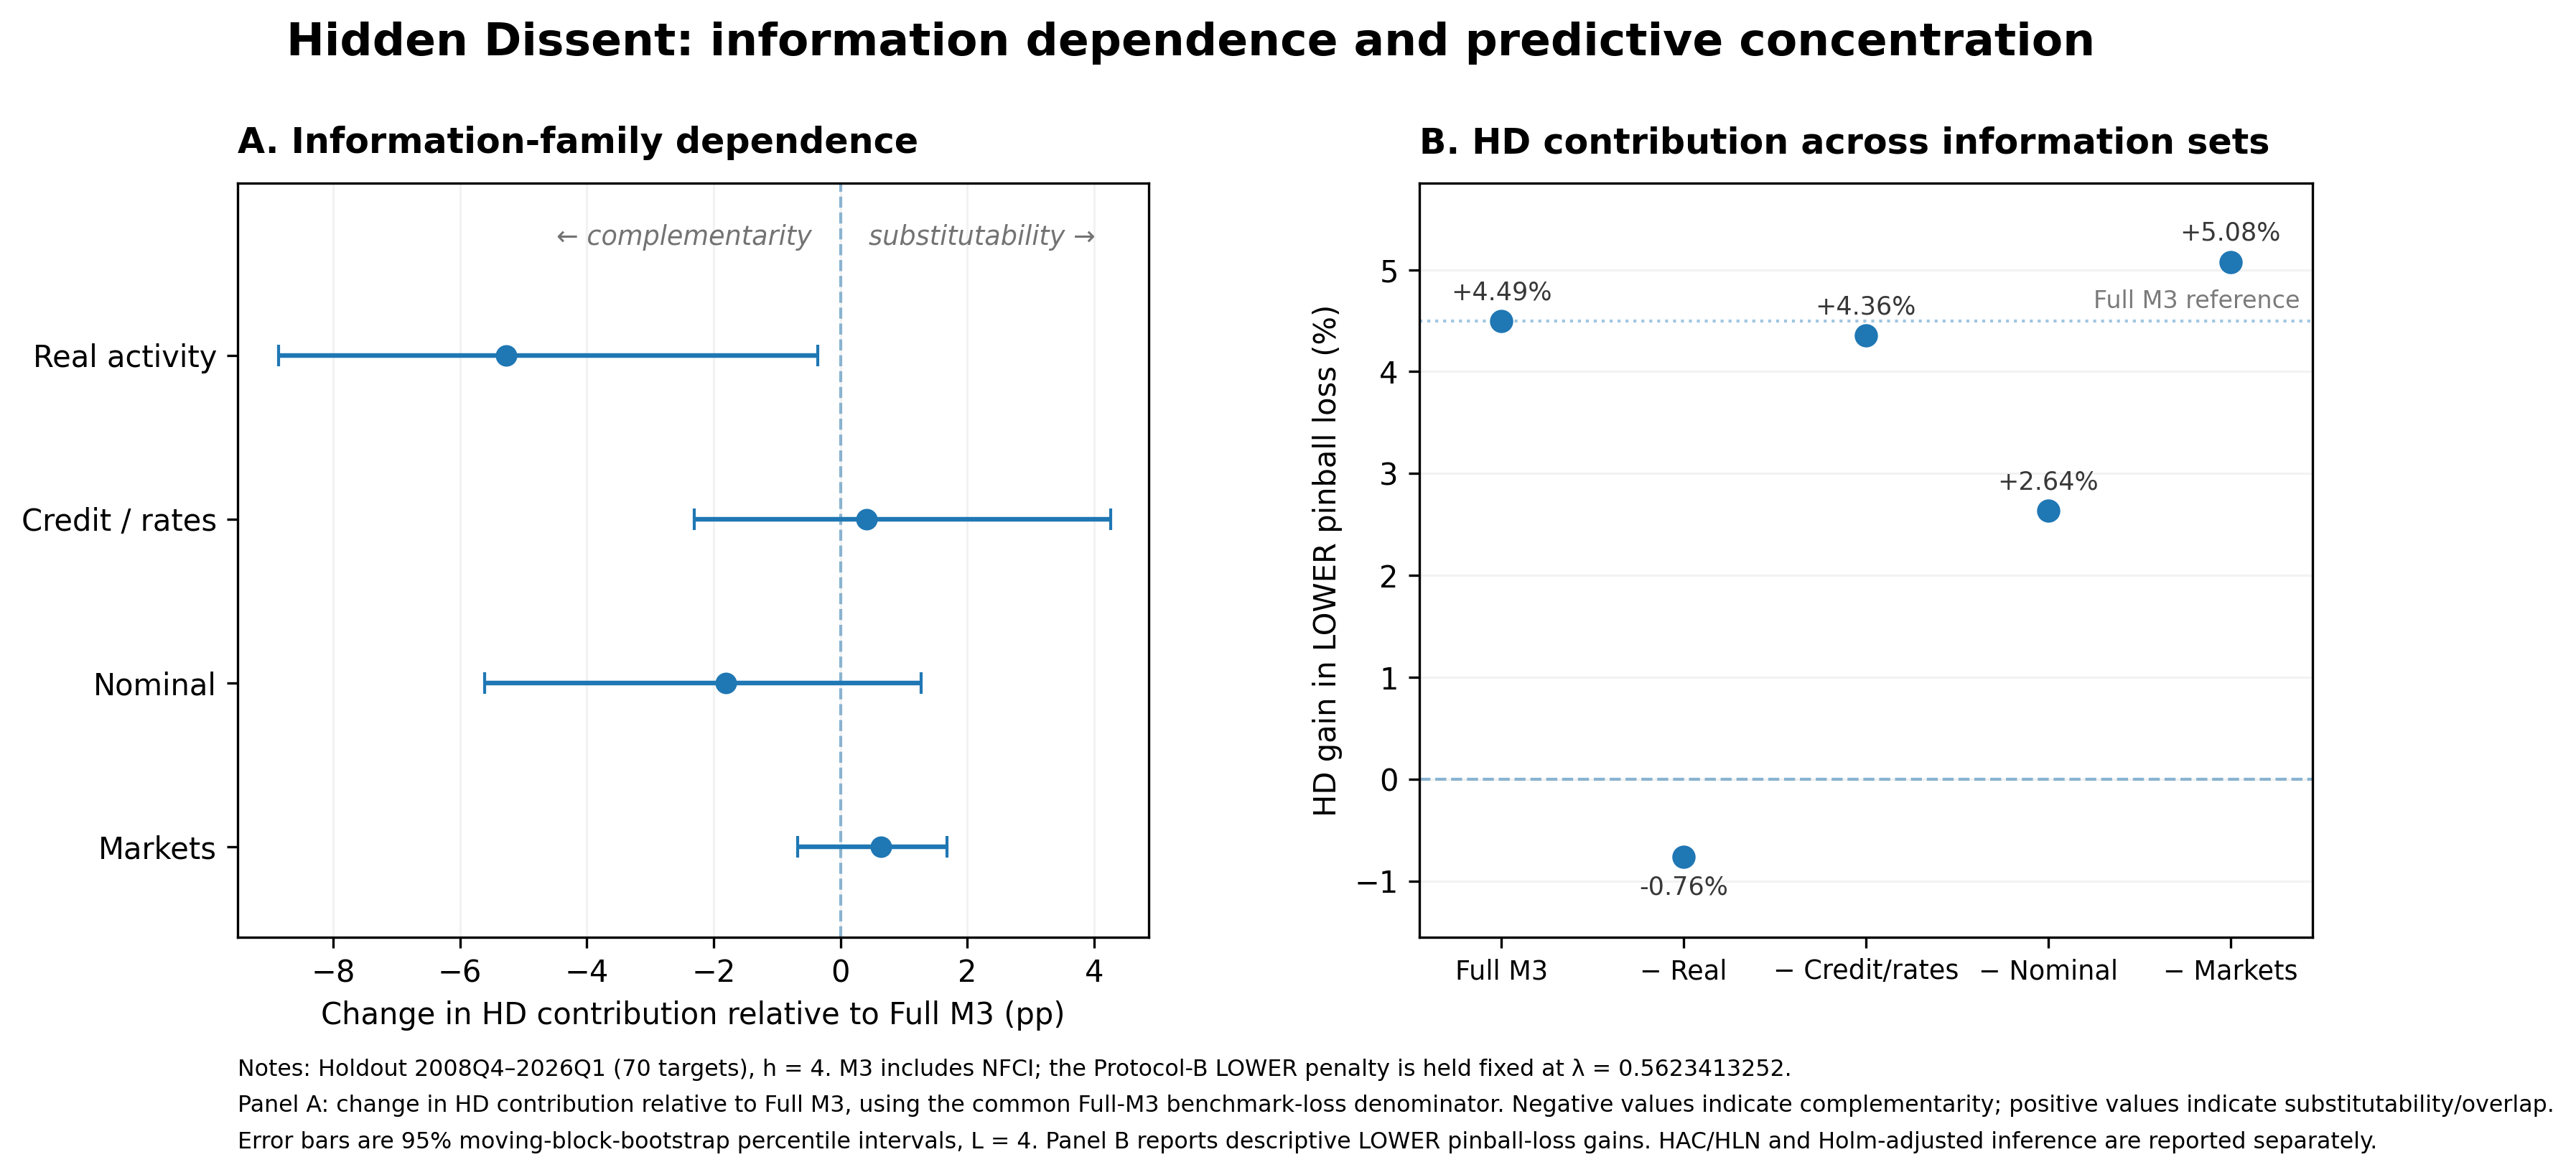 Hidden Dissent: information dependence and predictive concentration
A. Information-family dependence
← complementarity
substitutability →
Real activity
Credit / rates
Nominal
Markets
−8 −6 −4 −2 0 2 4
Change in HD contribution relative to Full M3 (pp)
B. HD contribution across information sets
HD gain in LOWER pinball loss (%)
5
4
3
2
1
0
−1
+4.49%
-0.76%
+4.36%
+2.64%
+5.08%
Full M3 reference
Full M3 − Real − Credit/rates − Nominal − Markets
Notes: Holdout 2008Q4–2026Q1 (70 targets), h = 4. M3 includes NFCI; the Protocol-B LOWER penalty is held fixed at λ = 0.5623413252.
Panel A: change in HD contribution relative to Full M3, using the common Full-M3 benchmark-loss denominator. Negative values indicate complementarity; positive values indicate substitutability/overlap.
Error bars are 95% moving-block-bootstrap percentile intervals, L = 4. Panel B reports descriptive LOWER pinball-loss gains. HAC/HLN and Holm-adjusted inference are reported separately.